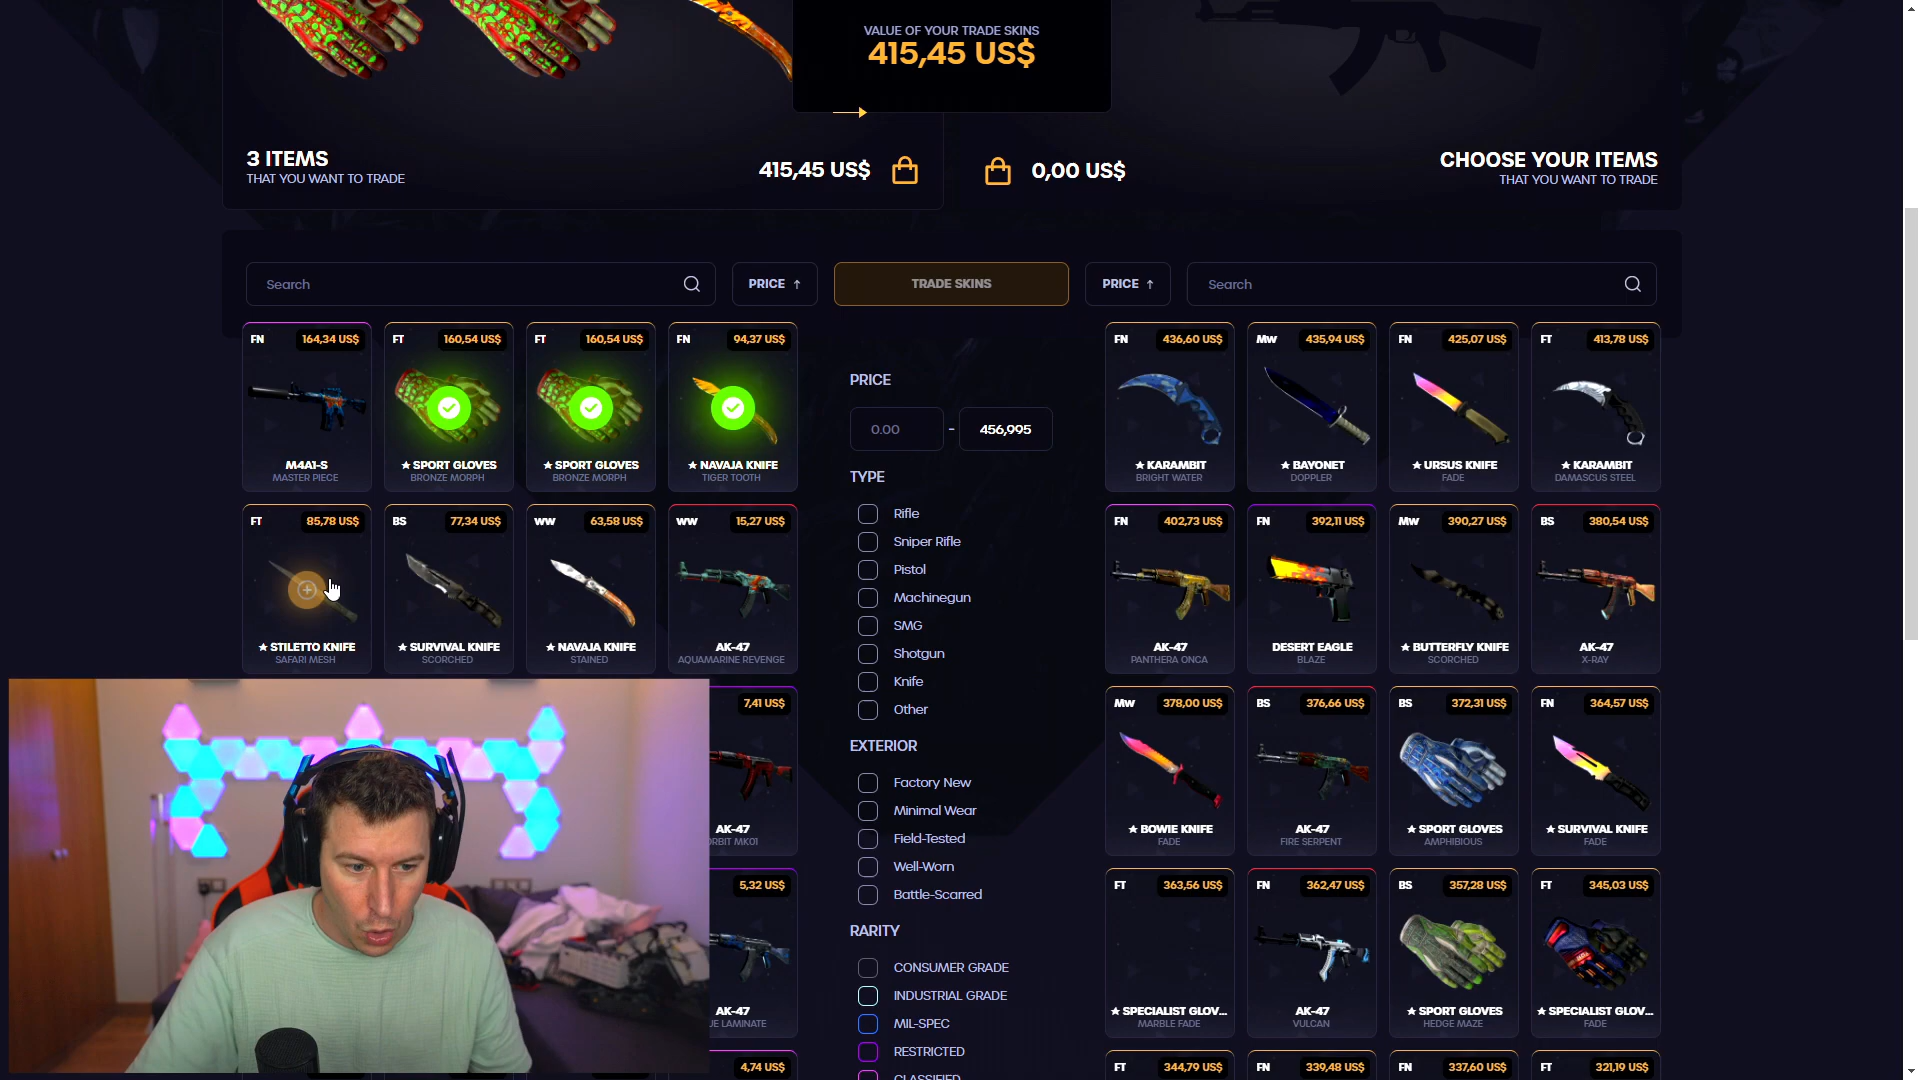 VALUE OF YOUR TRADE SKINS
415,45 US$
3 ITEMS
THAT YOU WANT TO TRADE
415,45 US$
0,00 US$
CHOOSE YOUR ITEMS
THAT YOU WANT TO TRADE
Search
PRICE ↑
TRADE SKINS
PRICE ↑
Search
FN 164,34 US$
M4A1-S
MASTER PIECE
FT 160,54 US$
★ SPORT GLOVES
BRONZE MORPH
FT 160,54 US$
★ SPORT GLOVES
BRONZE MORPH
FN 94,37 US$
★ NAVAJA KNIFE
TIGER TOOTH
FT 85,78 US$
★ STILETTO KNIFE
SAFARI MESH
BS 77,34 US$
★ SURVIVAL KNIFE
SCORCHED
WW 63,58 US$
★ NAVAJA KNIFE
STAINED
WW 15,27 US$
AK-47
AQUAMARINE REVENGE
7,41 US$
AK-47
ORBIT MK01
5,32 US$
AK-47
UE LAMINATE
4,74 US$
PRICE
0.00 - 456,995
TYPE
Rifle
Sniper Rifle
Pistol
Machinegun
SMG
Shotgun
Knife
Other
EXTERIOR
Factory New
Minimal Wear
Field-Tested
Well-Worn
Battle-Scarred
RARITY
CONSUMER GRADE
INDUSTRIAL GRADE
MIL-SPEC
RESTRICTED
CLASSIFIED
FN 436,60 US$
★ KARAMBIT
BRIGHT WATER
MW 435,94 US$
★ BAYONET
DOPPLER
FN 425,07 US$
★ URSUS KNIFE
FADE
FT 413,78 US$
★ KARAMBIT
DAMASCUS STEEL
FN 402,73 US$
AK-47
PANTHERA ONCA
FN 392,11 US$
DESERT EAGLE
BLAZE
MW 390,27 US$
★ BUTTERFLY KNIFE
SCORCHED
BS 380,54 US$
AK-47
X-RAY
MW 378,00 US$
★ BOWIE KNIFE
FADE
BS 376,66 US$
AK-47
FIRE SERPENT
BS 372,31 US$
★ SPORT GLOVES
AMPHIBIOUS
FN 364,57 US$
★ SURVIVAL KNIFE
FADE
FT 363,56 US$
★ SPECIALIST GLOV...
MARBLE FADE
FN 362,47 US$
AK-47
VULCAN
BS 357,28 US$
★ SPORT GLOVES
HEDGE MAZE
FT 345,03 US$
★ SPECIALIST GLOV...
FADE
FT 344,79 US$
FN 339,48 US$
FN 337,60 US$
FT 321,19 US$